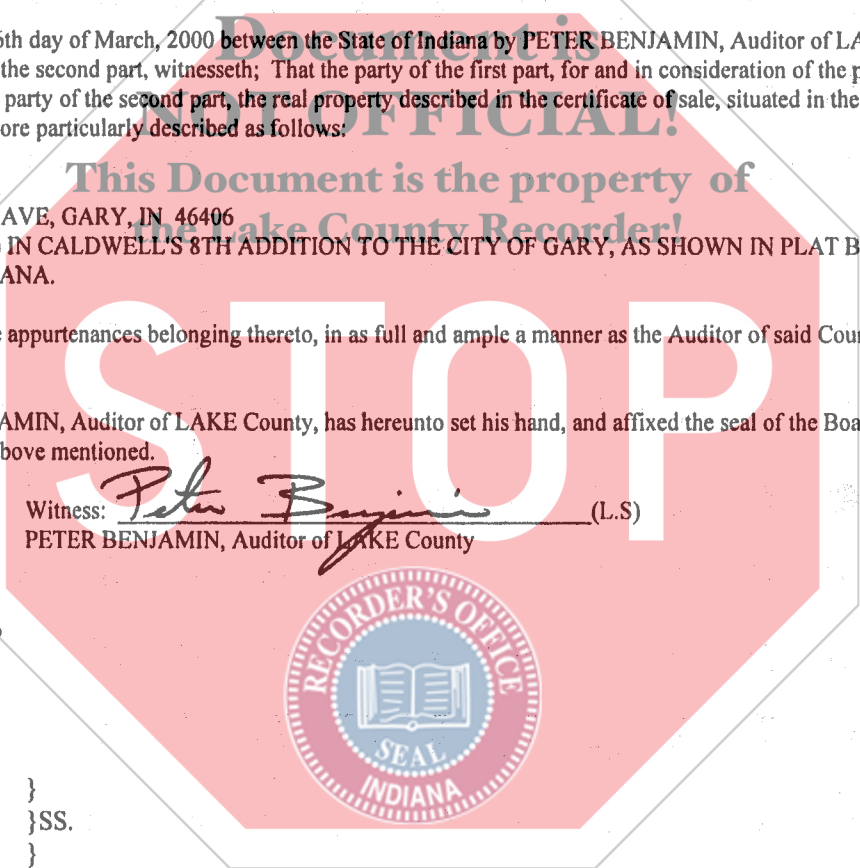 Document is
6th day of March, 2000 between the State of Indiana by PETER BENJAMIN, Auditor of LA
the second part, witnesseth; That the party of the first part, for and in consideration of the p
party of the second part, the real property described in the certificate of sale, situated in the
NOT OFFICIAL!
ore particularly described as follows:
This Document is the property of
AVE, GARY, IN 46406
the Lake County Recorder!
IN CALDWELL'S 8TH ADDITION TO THE CITY OF GARY, AS SHOWN IN PLAT B
ANA.
STOP
appurtenances belonging thereto, in as full and ample a manner as the Auditor of said Cou
AMIN, Auditor of LAKE County, has hereunto set his hand, and affixed the seal of the Boa
bove mentioned.
Witness: Peter Benjamin (L.S)
PETER BENJAMIN, Auditor of LAKE County
RECORDER'S OFFICE
SEAL
INDIANA
}
}SS.
}